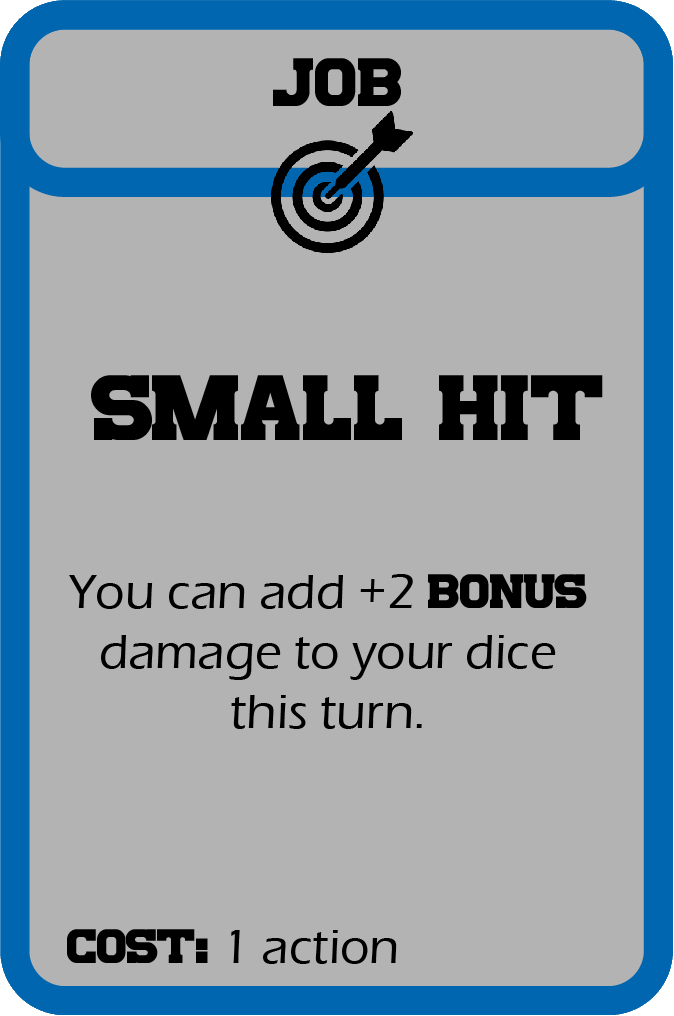 JOB
SMALL HIT
You can add +2 BONUS
damage to your dice
this turn.
COST: 1 action